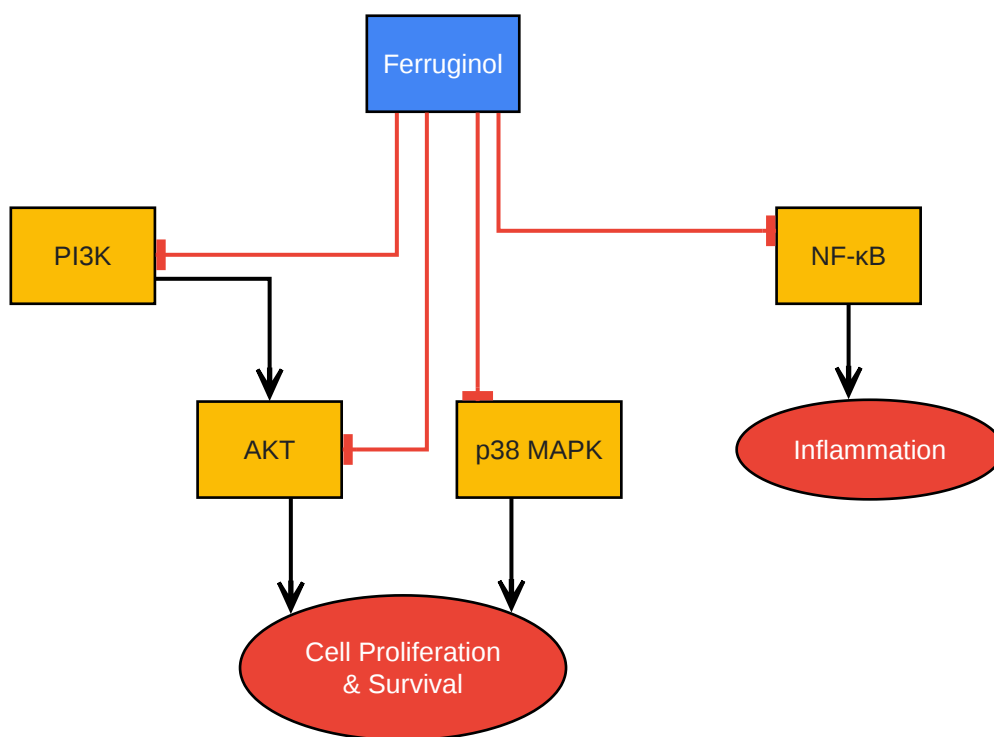 Ferruginol
PI3K
NF-κB
AKT
p38 MAPK
Inflammation
Cell Proliferation
& Survival